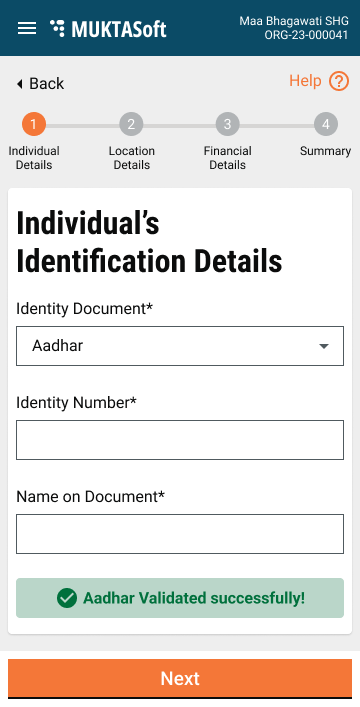 MUKTASoft
Maa Bhagawati SHG
ORG-23-000041
Back
Help ?
1 2 3 4
Individual Details
Location Details
Financial Details
Summary
Individual’s
Identification Details
Identity Document*
Aadhar
Identity Number*
Name on Document*
Aadhar Validated successfully!
Next